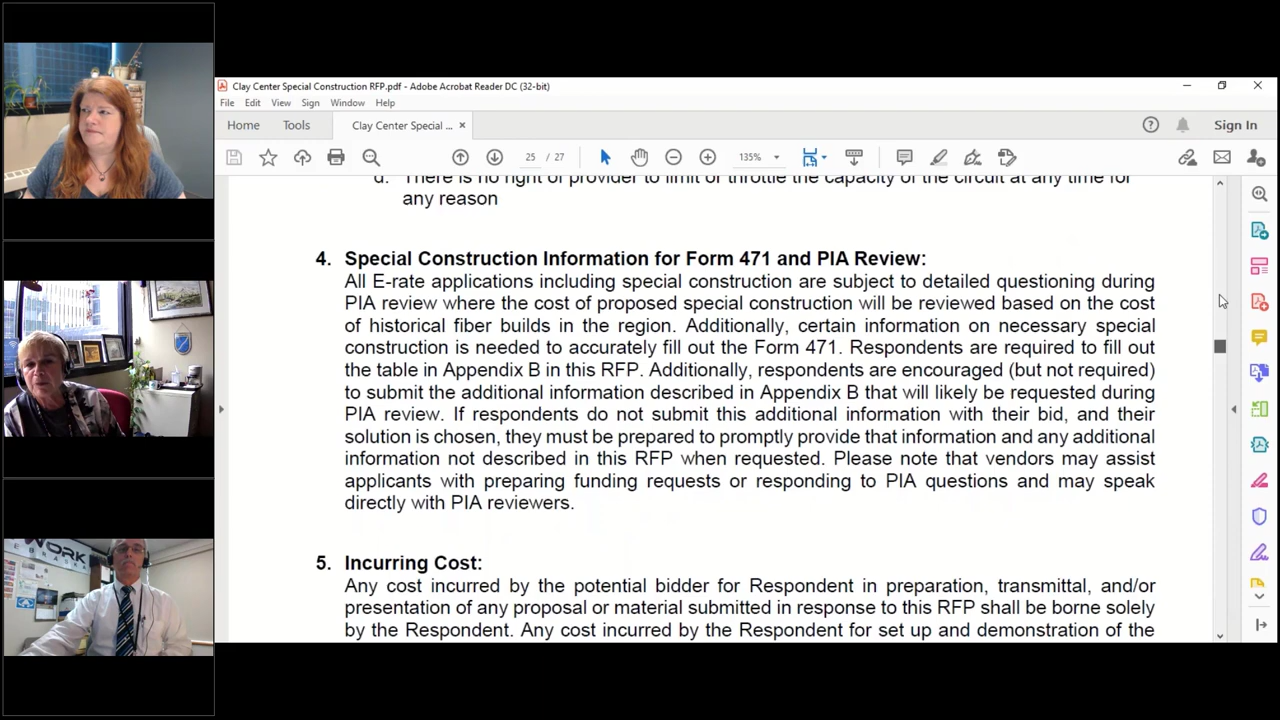 Clay Center Special Construction RFP.pdf - Adobe Acrobat Reader DC (32-bit)
File Edit View Sign Window Help
Home Tools Clay Center Special ... ×
Sign In
25 / 27
135%
d. There is no right of provider to limit or throttle the capacity of the circuit at any time for
any reason
4. Special Construction Information for Form 471 and PIA Review:
All E-rate applications including special construction are subject to detailed questioning during
PIA review where the cost of proposed special construction will be reviewed based on the cost
of historical fiber builds in the region. Additionally, certain information on necessary special
construction is needed to accurately fill out the Form 471. Respondents are required to fill out
the table in Appendix B in this RFP. Additionally, respondents are encouraged (but not required)
to submit the additional information described in Appendix B that will likely be requested during
PIA review. If respondents do not submit this additional information with their bid, and their
solution is chosen, they must be prepared to promptly provide that information and any additional
information not described in this RFP when requested. Please note that vendors may assist
applicants with preparing funding requests or responding to PIA questions and may speak
directly with PIA reviewers.
5. Incurring Cost:
Any cost incurred by the potential bidder for Respondent in preparation, transmittal, and/or
presentation of any proposal or material submitted in response to this RFP shall be borne solely
by the Respondent. Any cost incurred by the Respondent for set up and demonstration of the